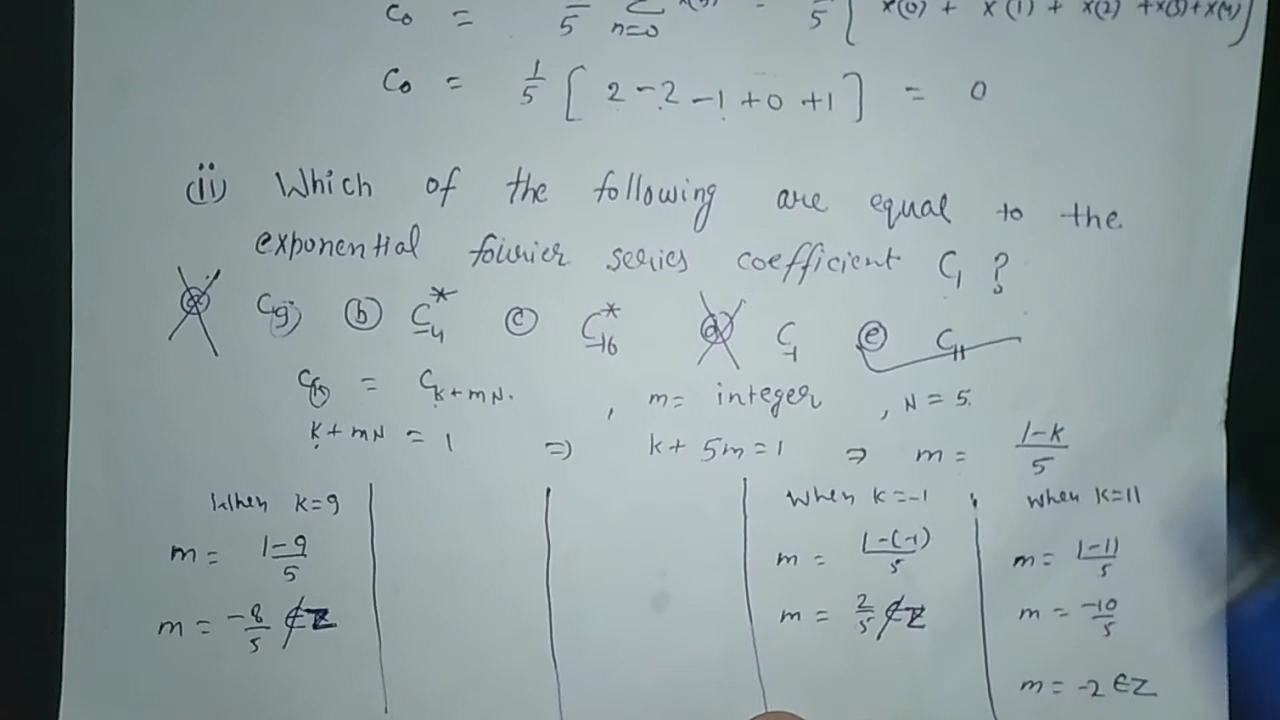 C0 = 1/5 Σ n=0 x(n) = 1/5 [ x(0) + x(1) + x(2) + x(3) + x(4) ]
C0 = 1/5 [ 2 - 2 - 1 + 0 + 1 ] = 0
(ii) Which of the following are equal to the
exponential fourier series coefficient C1 ?
(a) C9 (b) C-4* (c) C-16* (d) C-1 (e) C11
Ck = Ck+mN. , m = integer , N = 5.
k + mN = 1 => k + 5m = 1 => m = 1-k/5
When k=9
m = 1-9/5
m = -8/5 ∉ Z
When k=-1
m = 1-(-1)/5
m = 2/5 ∉ Z
When k=11
m = 1-11/5
m = -10/5
m = -2 ∈ Z